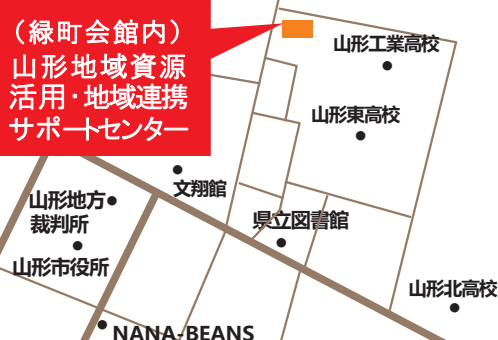 （緑町会館内）
山形地域資源
活用・地域連携
サポートセンター
山形工業高校
山形東高校
文翔館
山形地方
裁判所
県立図書館
山形市役所
山形北高校
NANA-BEANS